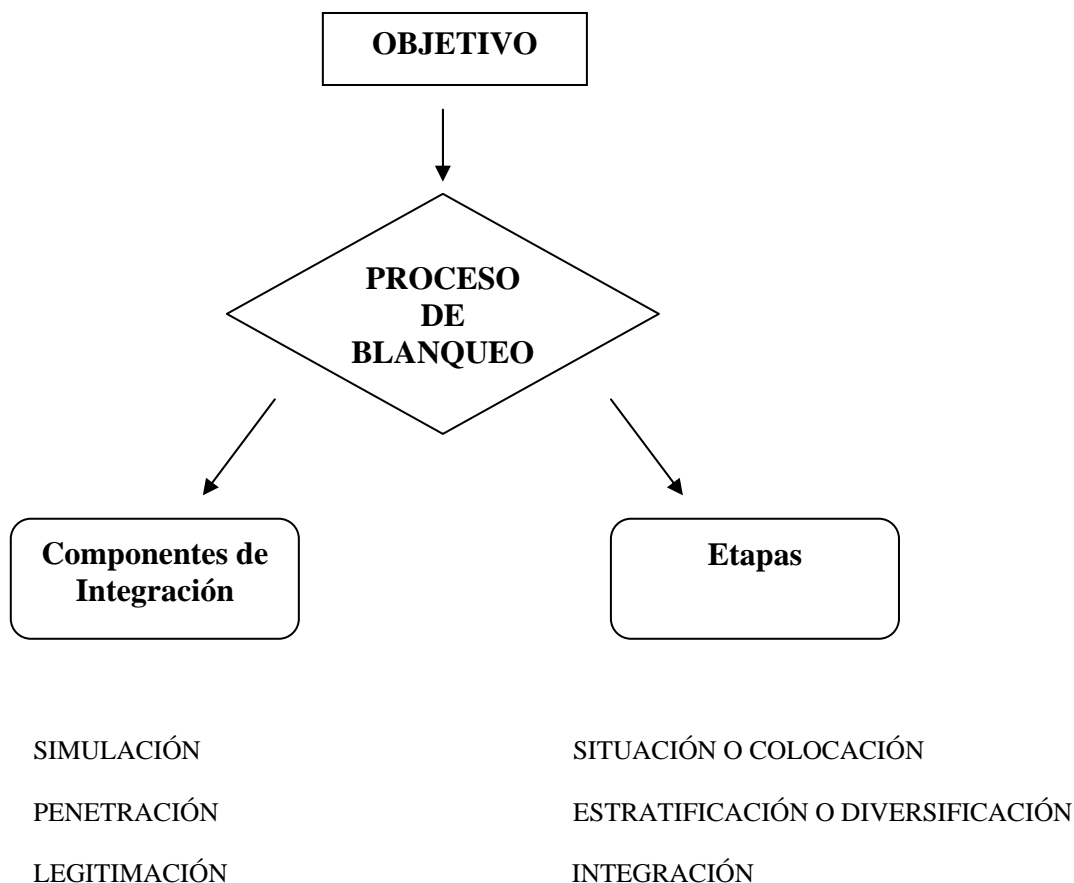 OBJETIVO
PROCESO
DE
BLANQUEO
Componentes de
Integración
Etapas
SIMULACIÓN
PENETRACIÓN
LEGITIMACIÓN
SITUACIÓN O COLOCACIÓN
ESTRATIFICACIÓN O DIVERSIFICACIÓN
INTEGRACIÓN